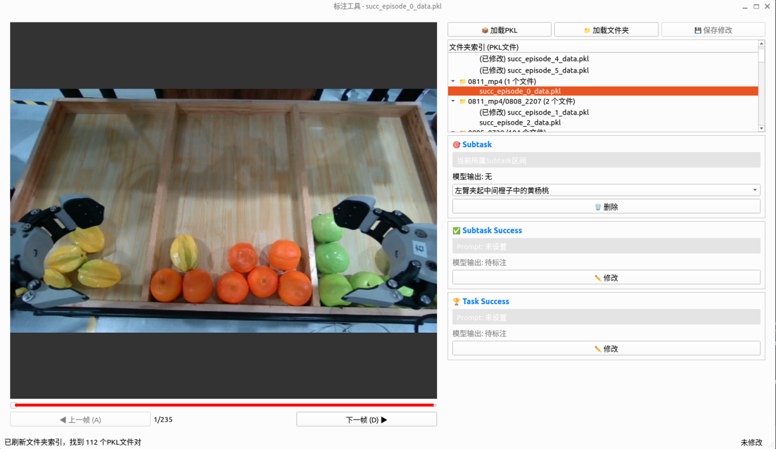 标注工具 - succ_episode_0_data.pkl
加载PKL
加载文件夹
保存修改
文件夹索引 (PKL文件)
(已修改) succ_episode_4_data.pkl
(已修改) succ_episode_5_data.pkl
0811_mp4 (1 个文件)
succ_episode_0_data.pkl
0811_mp4/0808_2207 (2 个文件)
(已修改) succ_episode_1_data.pkl
succ_episode_2_data.pkl
Subtask
当前所属Subtask区间
模型输出: 无
左臂夹起中间橙子中的黄杨桃
删除
Subtask Success
Prompt: 未设置
模型输出: 待标注
修改
Task Success
Prompt: 未设置
模型输出: 待标注
修改
◀ 上一帧 (A)
1/235
下一帧 (D) ▶
已刷新文件夹索引，找到 112 个PKL文件对
未修改